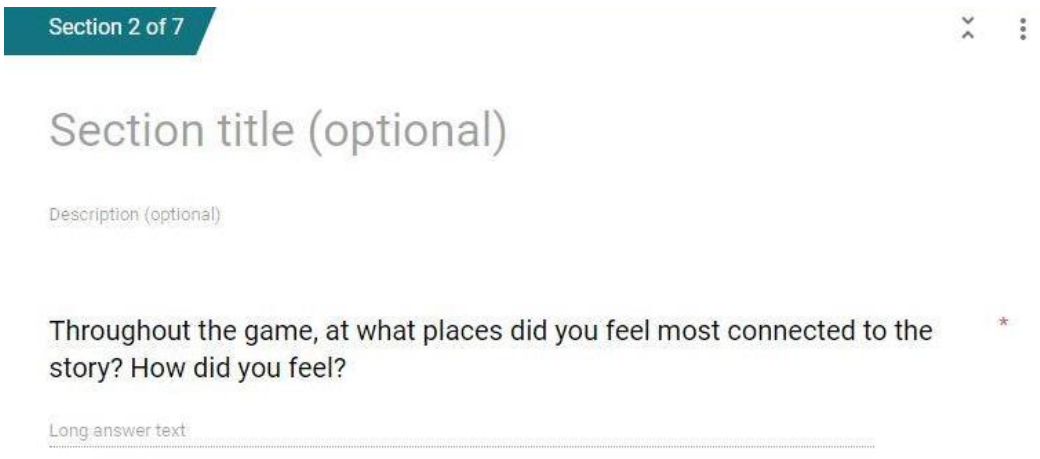 Section 2 of 7
Section title (optional)
Description (optional)
Throughout the game, at what places did you feel most connected to the *
story? How did you feel?
Long answer text